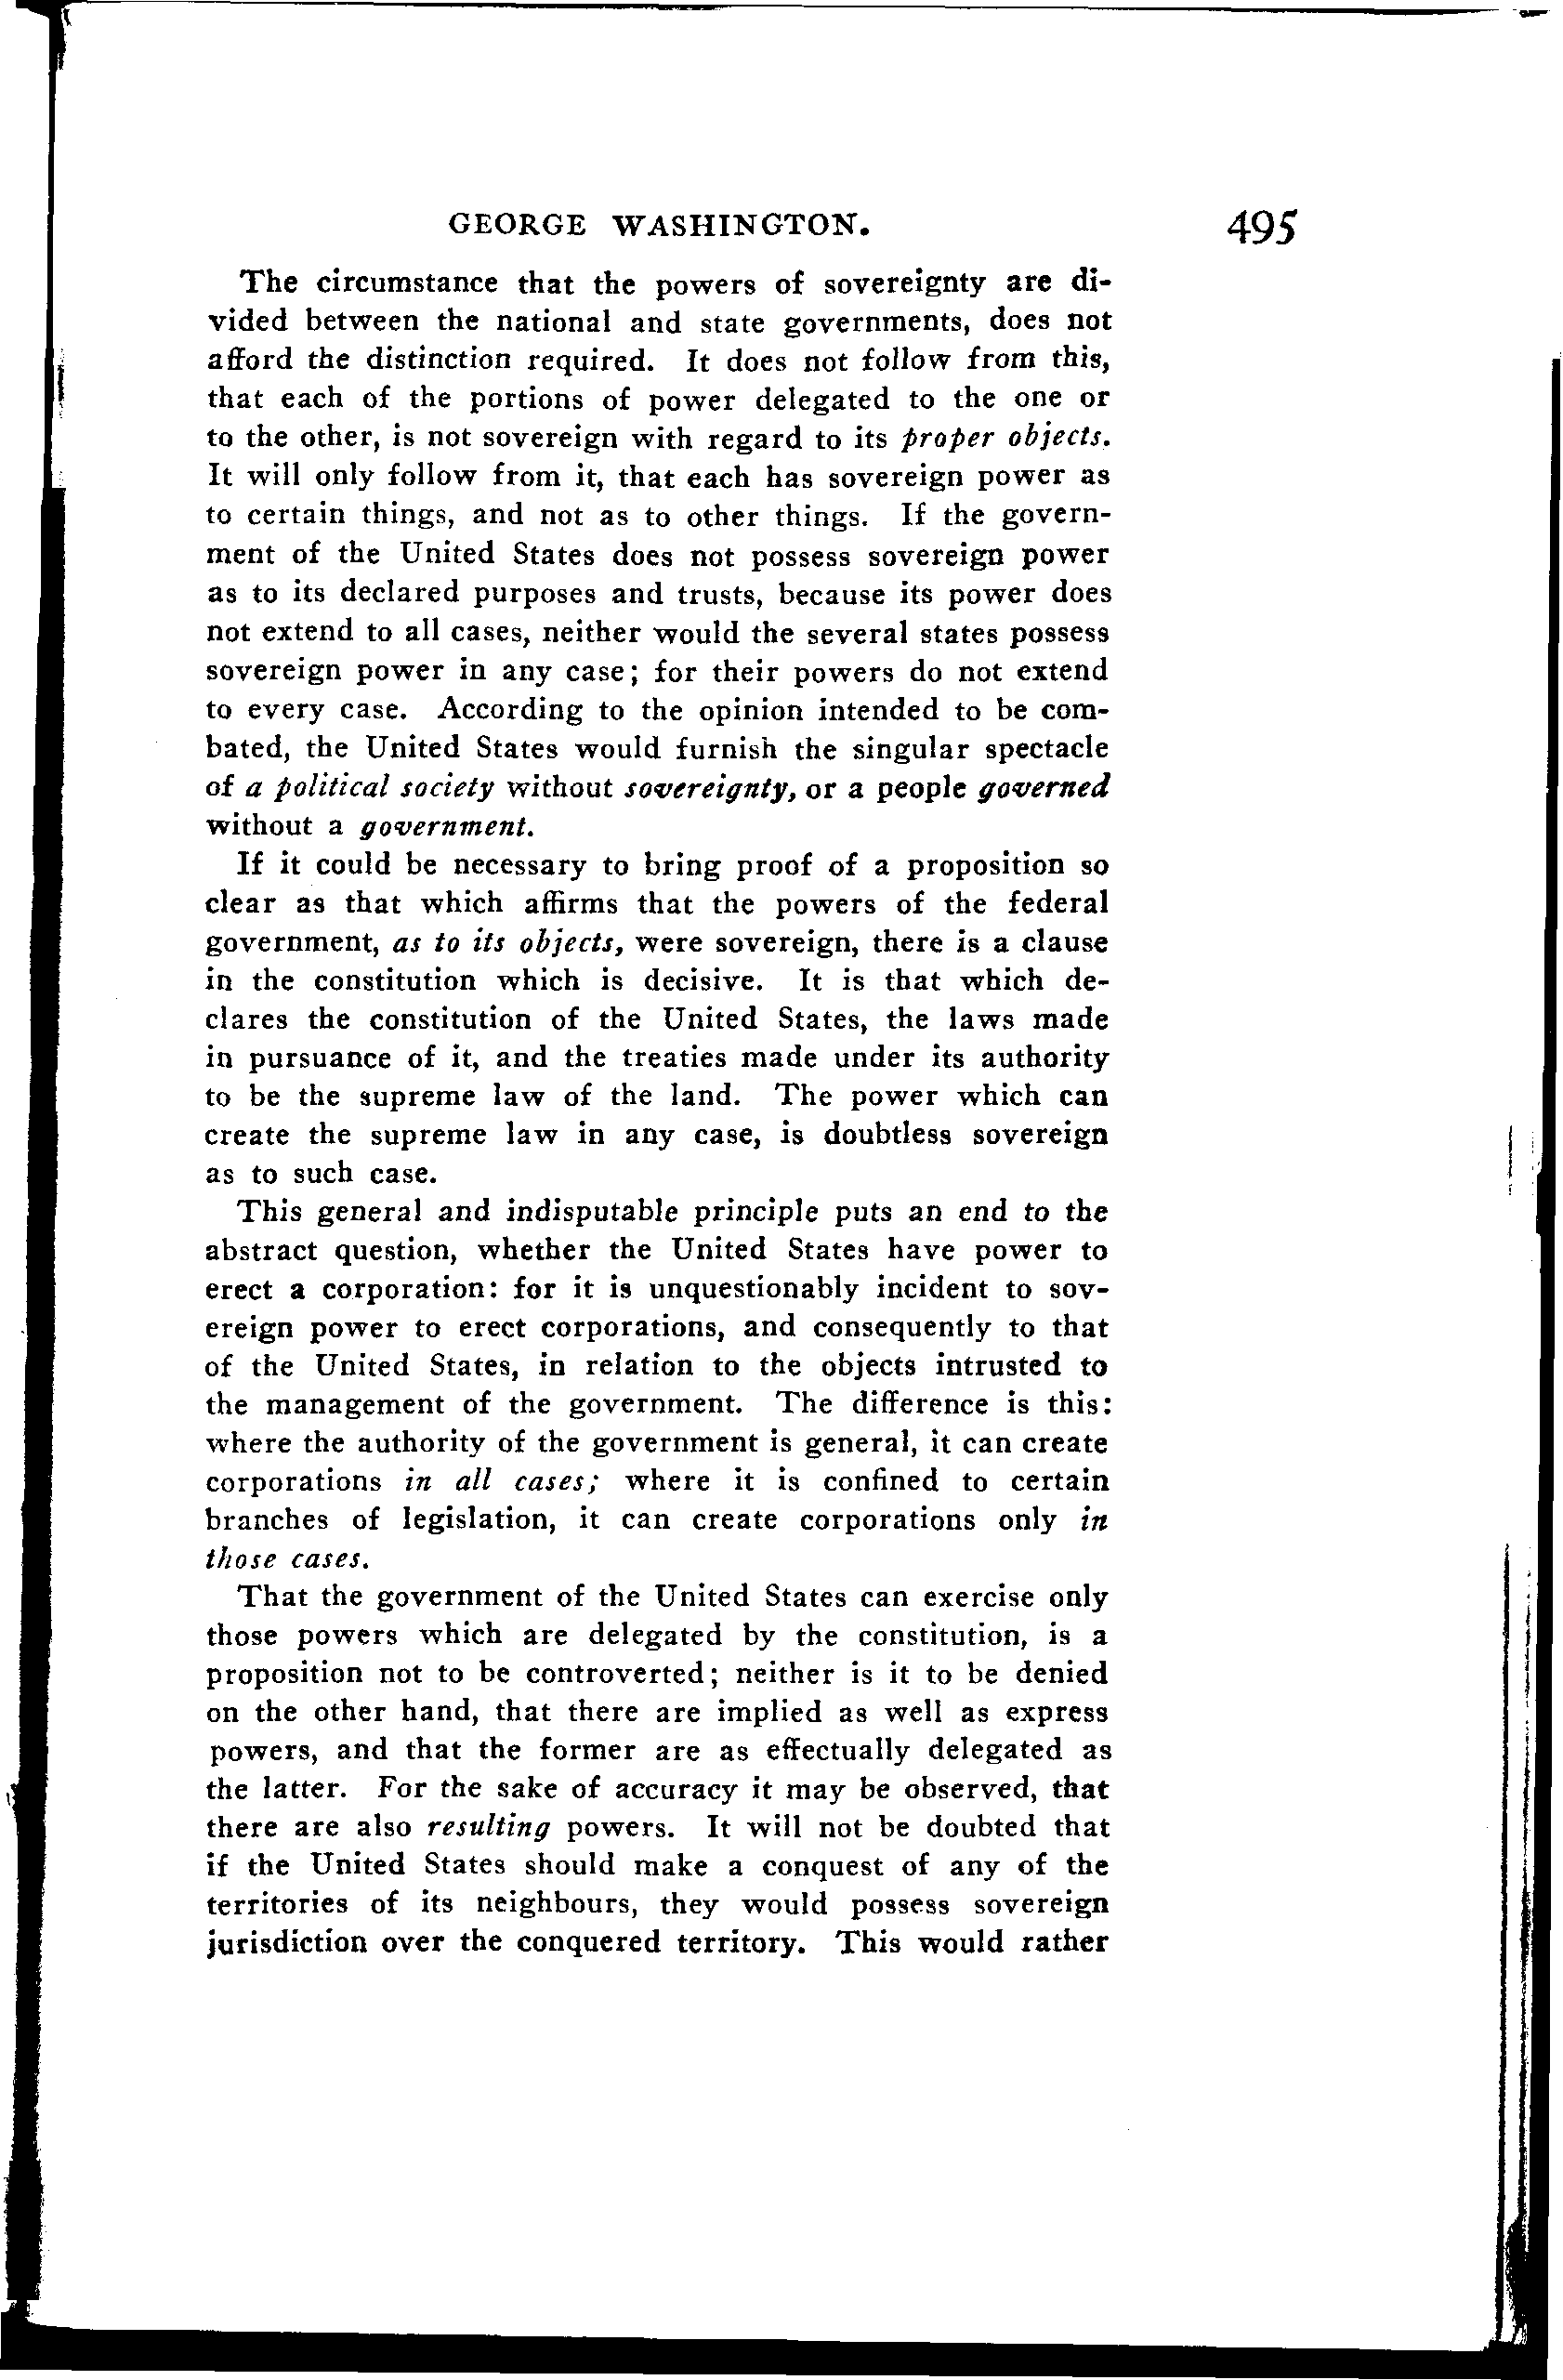 GEORGE WASHINGTON. 495
The circumstance that the powers of sovereignty are di-
vided between the national and state governments, does not
afford the distinction required. It does not follow from this,
that each of the portions of power delegated to the one or
to the other, is not sovereign with regard to its proper objects.
It will only follow from it, that each has sovereign power as
to certain things, and not as to other things. If the govern-
ment of the United States does not possess sovereign power
as to its declared purposes and trusts, because its power does
not extend to all cases, neither would the several states possess
sovereign power in any case; for their powers do not extend
to every case. According to the opinion intended to be com-
bated, the United States would furnish the singular spectacle
of a political society without sovereignty, or a people governed
without a government.
If it could be necessary to bring proof of a proposition so
clear as that which affirms that the powers of the federal
government, as to its objects, were sovereign, there is a clause
in the constitution which is decisive. It is that which de-
clares the constitution of the United States, the laws made
in pursuance of it, and the treaties made under its authority
to be the supreme law of the land. The power which can
create the supreme law in any case, is doubtless sovereign
as to such case.
This general and indisputable principle puts an end to the
abstract question, whether the United States have power to
erect a corporation: for it is unquestionably incident to sov-
ereign power to erect corporations, and consequently to that
of the United States, in relation to the objects intrusted to
the management of the government. The difference is this:
where the authority of the government is general, it can create
corporations in all cases; where it is confined to certain
branches of legislation, it can create corporations only in
those cases.
That the government of the United States can exercise only
those powers which are delegated by the constitution, is a
proposition not to be controverted; neither is it to be denied
on the other hand, that there are implied as well as express
powers, and that the former are as effectually delegated as
the latter. For the sake of accuracy it may be observed, that
there are also resulting powers. It will not be doubted that
if the United States should make a conquest of any of the
territories of its neighbours, they would possess sovereign
jurisdiction over the conquered territory. This would rather